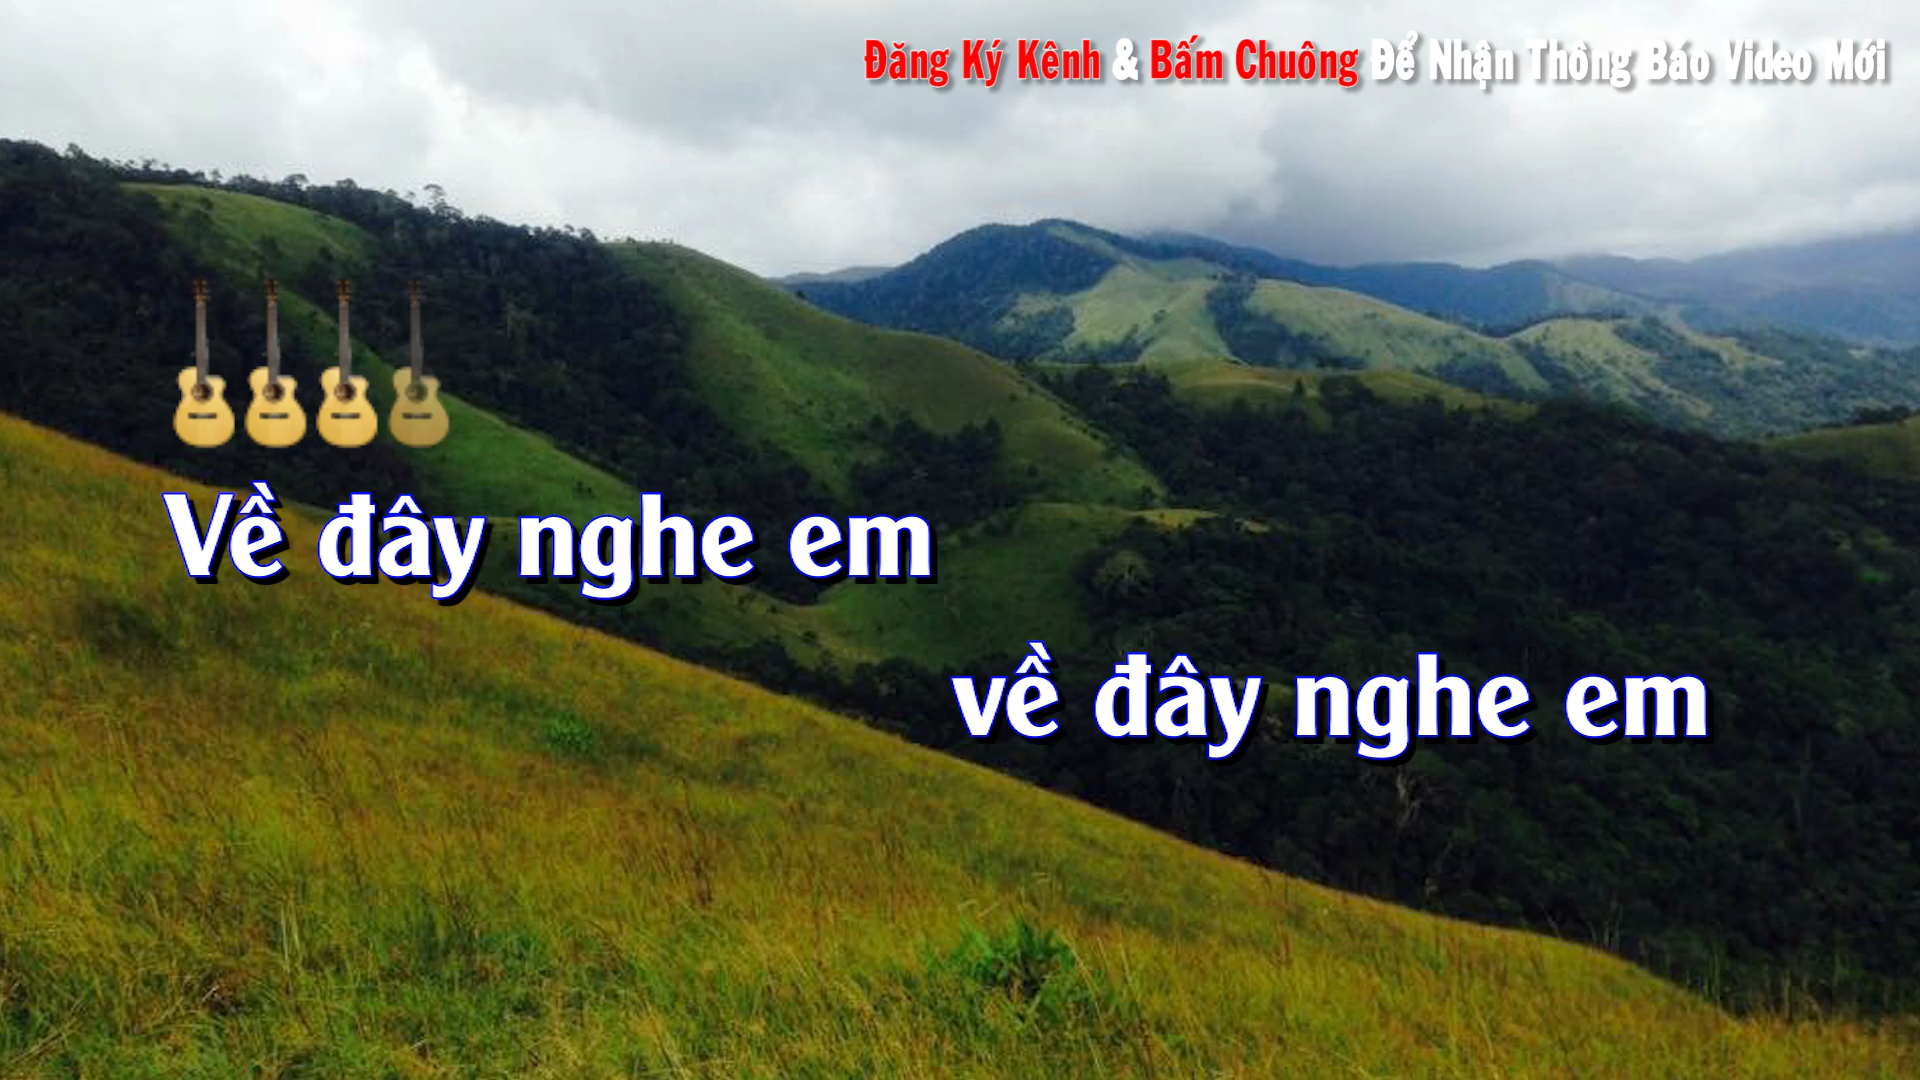 Đăng Ký Kênh & Bấm Chuông Để Nhận Thông Báo Video Mới
Về đây nghe em
về đây nghe em